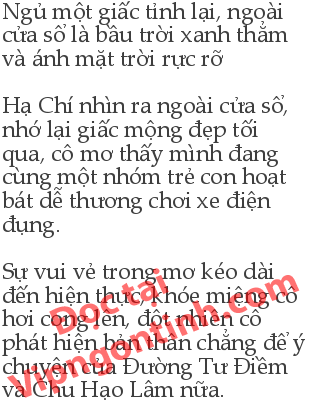 Ngủ một giấc tỉnh lại, ngoài
cửa sổ là bầu trời xanh thẳm
và ánh mặt trời rực rỡ
Hạ Chí nhìn ra ngoài cửa sổ,
nhớ lại giấc mộng đẹp tối
qua, cô mơ thấy mình đang
cùng một nhóm trẻ con hoạt
bát dễ thương chơi xe điện
đụng.
Sự vui vẻ trong mơ kéo dài
đến hiện thực, khóe miệng cô
hơi cong lên, đột nhiên cô
phát hiện bản thân chẳng để ý
chuyện của Đường Tư Điềm
và Chu Hạo Lâm nữa.
Đọc tại
Vipngontinh.com